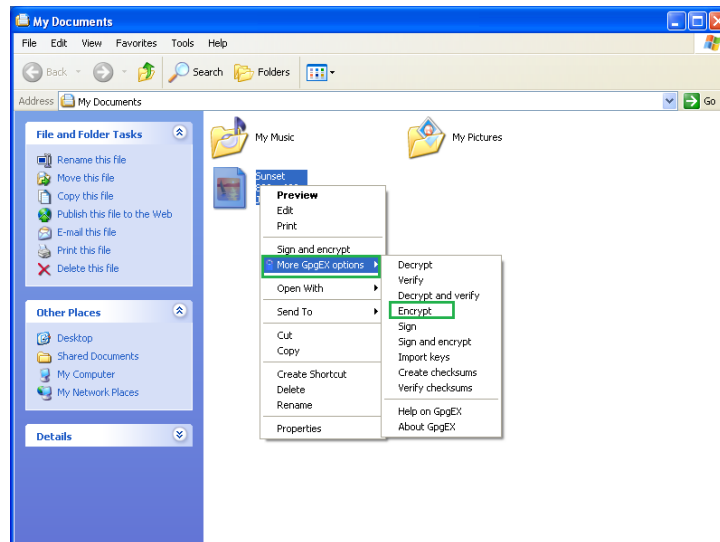 My Documents
File Edit View Favorites Tools Help
Back Search Folders
Address My Documents Go
File and Folder Tasks
Rename this file
Move this file
Copy this file
Publish this file to the Web
E-mail this file
Print this file
Delete this file
Other Places
Desktop
Shared Documents
My Computer
My Network Places
Details
My Music
My Pictures
Sunset
Preview
Edit
Print
Sign and encrypt
More GpgEX options
Open With
Send To
Cut
Copy
Create Shortcut
Delete
Rename
Properties
Decrypt
Verify
Decrypt and verify
Encrypt
Sign
Sign and encrypt
Import keys
Create checksums
Verify checksums
Help on GpgEX
About GpgEX